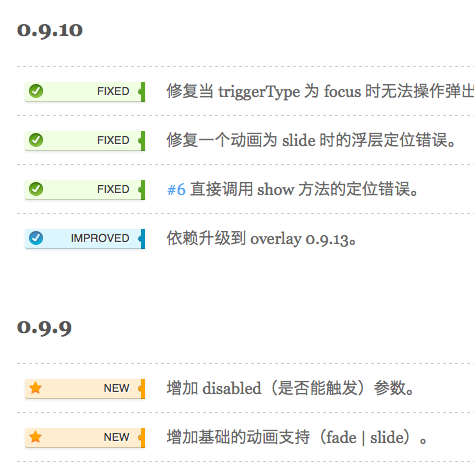 0.9.10
FIXED 修复当 triggerType 为 focus 时无法操作弹出
FIXED 修复一个动画为 slide 时的浮层定位错误。
FIXED #6 直接调用 show 方法的定位错误。
IMPROVED 依赖升级到 overlay 0.9.13。
0.9.9
NEW 增加 disabled（是否能触发）参数。
NEW 增加基础的动画支持（fade | slide）。